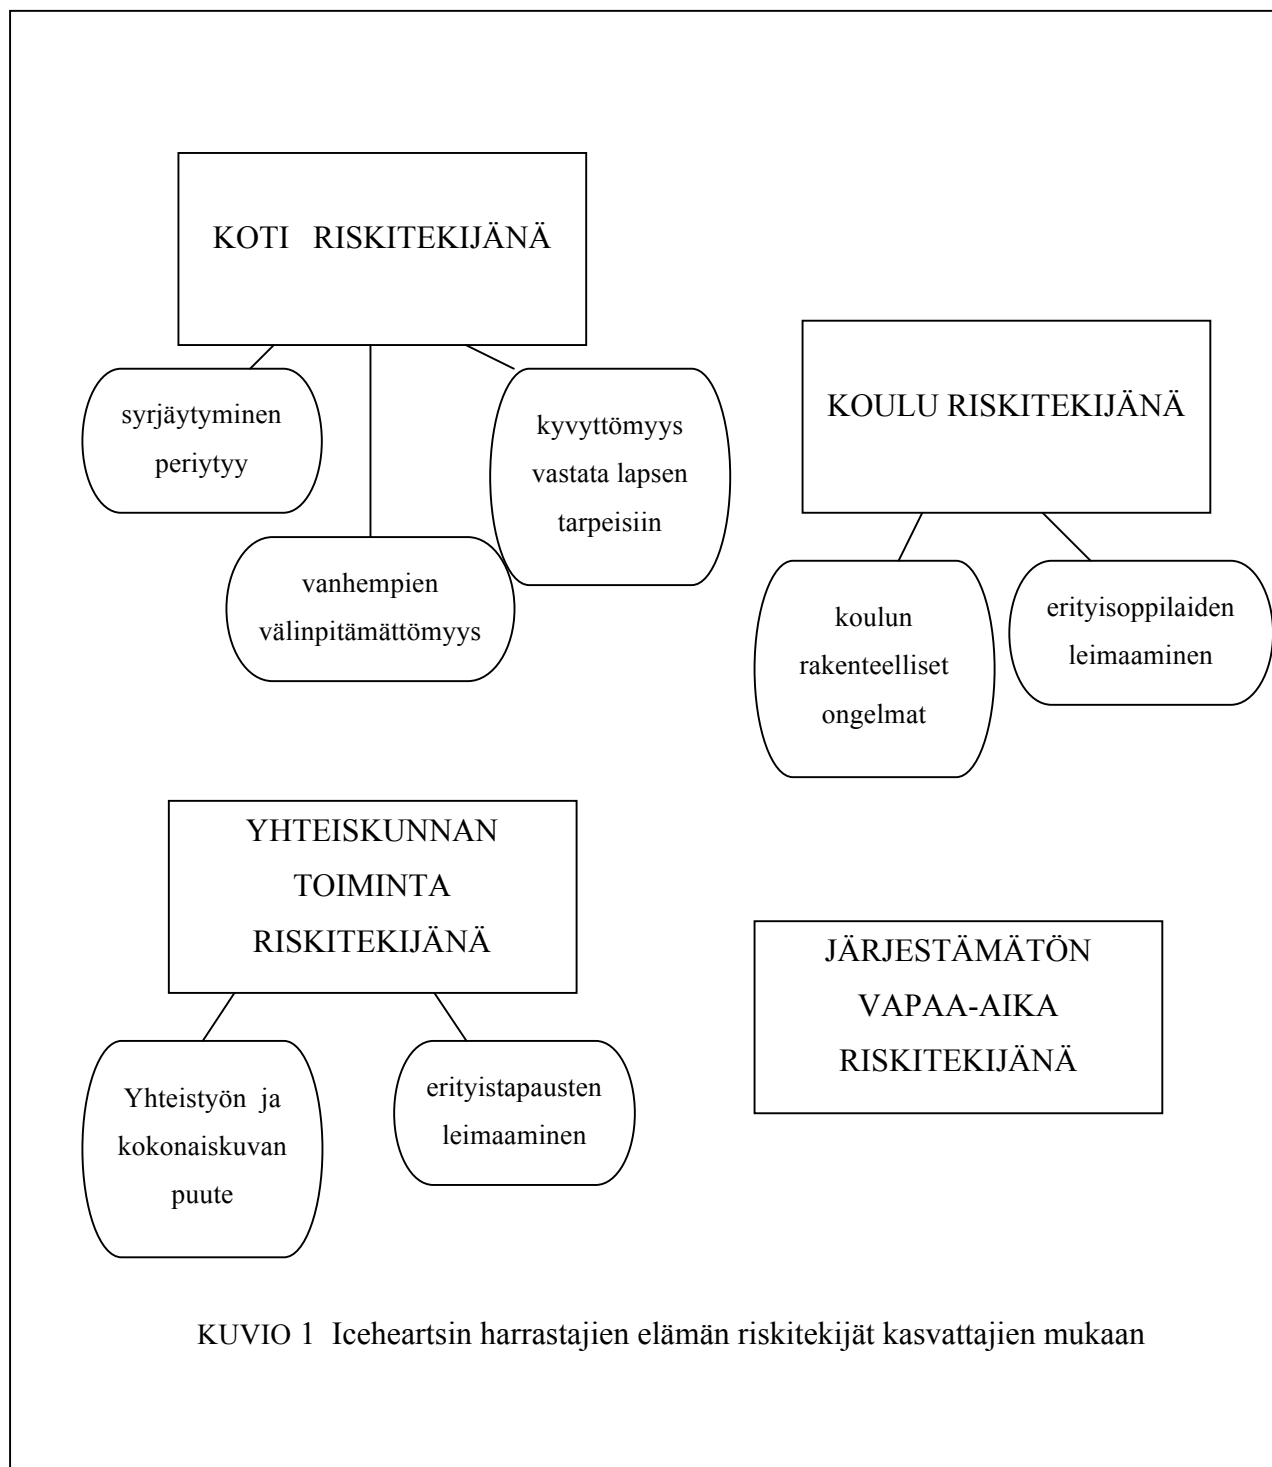 KOTI RISKITEKIJÄNÄ
syrjäytyminen
periytyy
vanhempien
välinpitämättömyys
kyvyttömyys
vastata lapsen
tarpeisiin
KOULU RISKITEKIJÄNÄ
koulun
rakenteelliset
ongelmat
erityisoppilaiden
leimaaminen
YHTEISKUNNAN
TOIMINTA
RISKITEKIJÄNÄ
Yhteistyön ja
kokonaiskuvan
puute
erityistapausten
leimaaminen
JÄRJESTÄMÄTÖN
VAPAA-AIKA
RISKITEKIJÄNÄ
KUVIO 1 Iceheartsin harrastajien elämän riskitekijät kasvattajien mukaan